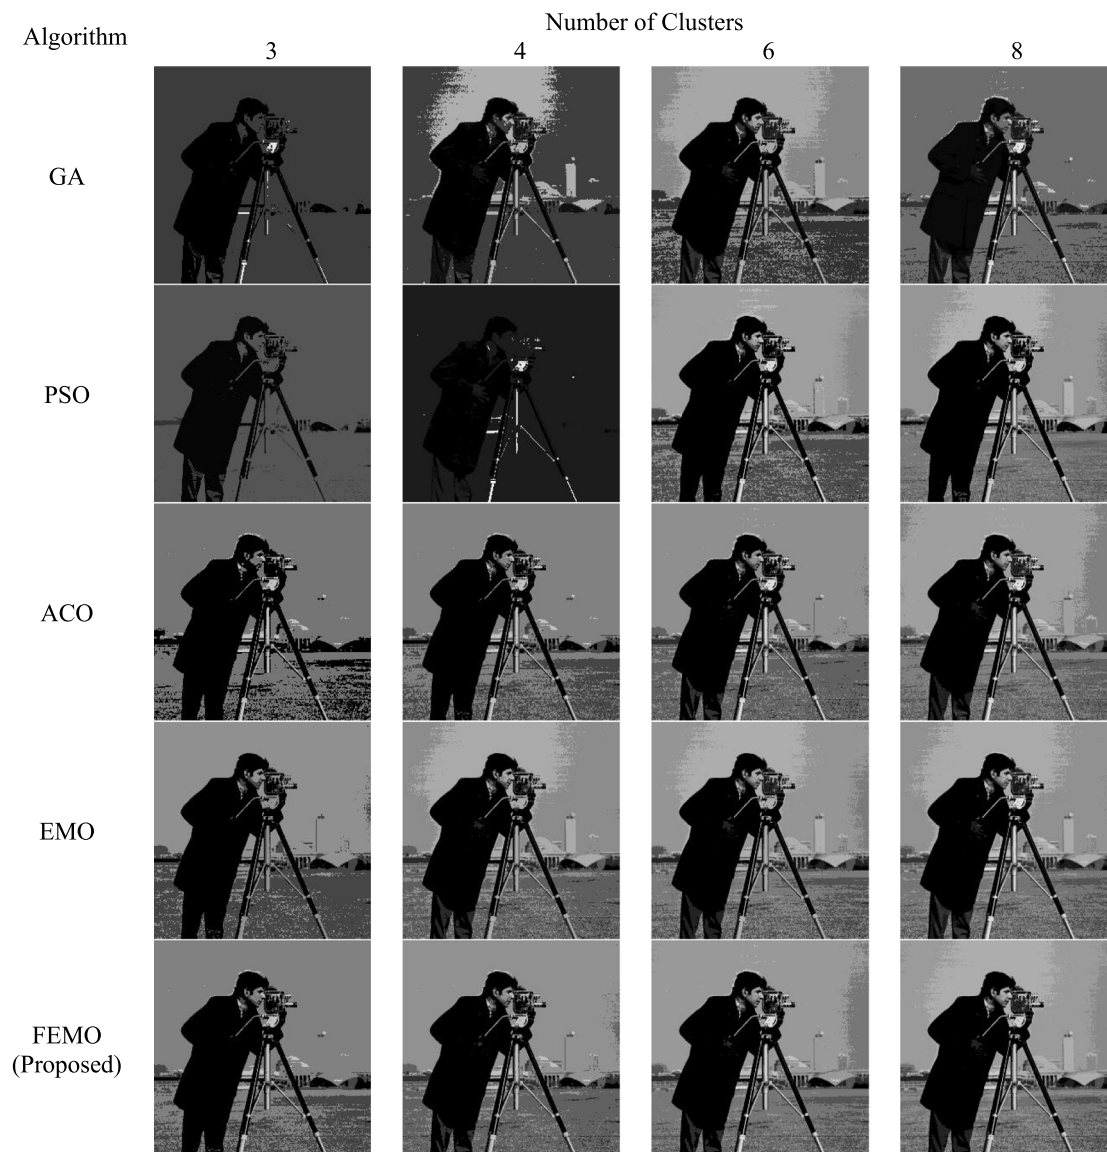 Number of Clusters
Algorithm
3 4 6 8
GA
PSO
ACO
EMO
FEMO
(Proposed)